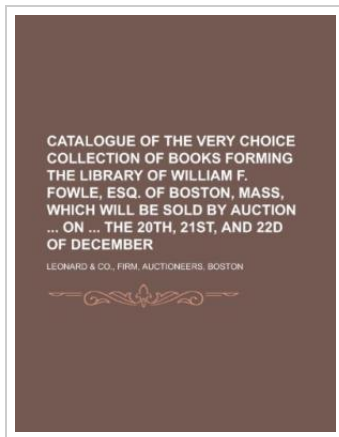 CATALOGUE OF THE VERY CHOICE
COLLECTION OF BOOKS FORMING
THE LIBRARY OF WILLIAM F.
FOWLE, ESQ. OF BOSTON, MASS,
WHICH WILL BE SOLD BY AUCTION
... ON ... THE 20TH, 21ST, AND 22D
OF DECEMBER
LEONARD & CO., FIRM, AUCTIONEERS, BOSTON